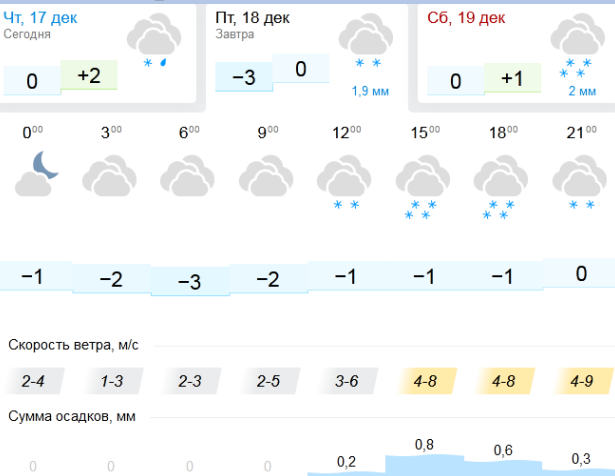 Чт, 17 дек
Сегодня
0 +2
Пт, 18 дек
Завтра
−3 0
1,9 мм
Сб, 19 дек
0 +1
2 мм
0⁰⁰ 3⁰⁰ 6⁰⁰ 9⁰⁰ 12⁰⁰ 15⁰⁰ 18⁰⁰ 21⁰⁰
−1 −2 −3 −2 −1 −1 −1 0
Скорость ветра, м/с
2-4 1-3 2-3 2-5 3-6 4-8 4-8 4-9
Сумма осадков, мм
0 0 0 0 0,2 0,8 0,6 0,3